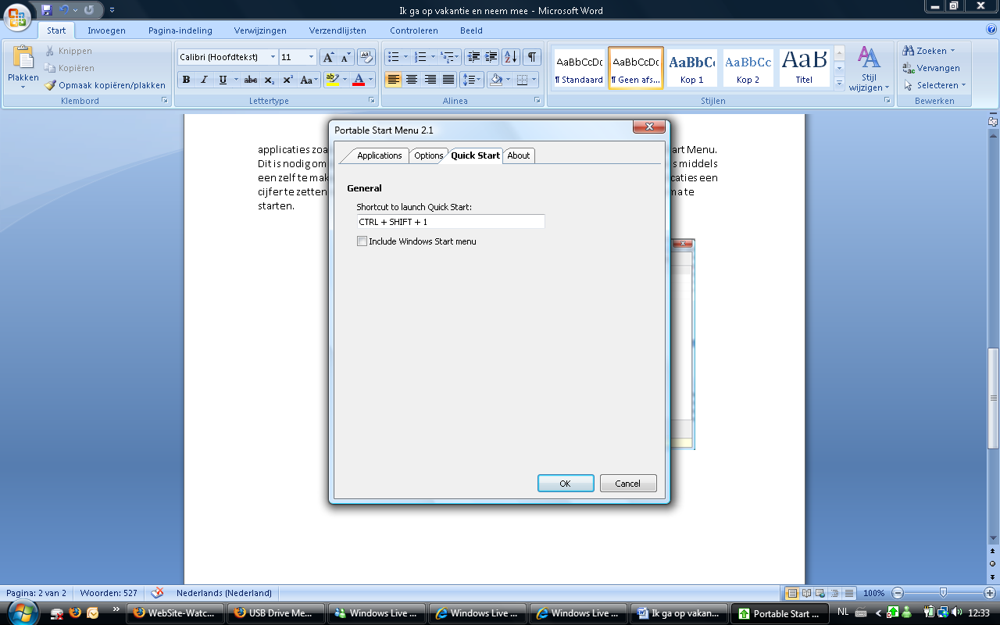 Ik ga op vakantie en neem mee - Microsoft Word
Start Invoegen Pagina-indeling Verwijzingen Verzendlijsten Controleren Beeld
Plakken
Knippen
Kopiëren
Opmaak kopiëren/plakken
Klembord
Calibri (Hoofdtekst) 11
B I U abc x₂ x² Aa
Lettertype
Alinea
AaBbCcDc AaBbCcDc AaBbCc AaBbCc AaB
¶ Standaard ¶ Geen afs... Kop 1 Kop 2 Titel
Stijl wijzigen
Stijlen
Zoeken
Vervangen
Selecteren
Bewerken
applicaties zoa
art Menu.
Dit is nodig om
s middels
een zelf te mak
caties een
cijfer te zetten
ma te
starten.
Portable Start Menu 2.1
Applications Options Quick Start About
General
Shortcut to launch Quick Start:
CTRL + SHIFT + 1
Include Windows Start menu
OK Cancel
Pagina: 2 van 2 Woorden: 527 Nederlands (Nederland) 100%
WebSite-Watc... USB Drive Me... Windows Live ... Windows Live ... Windows Live ... Ik ga op vakan... Portable Start ... NL 12:33